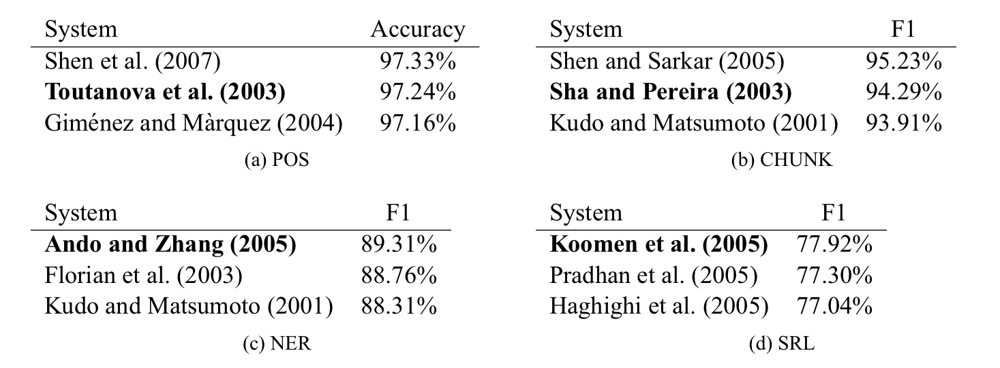 System Accuracy
Shen et al. (2007) 97.33%
Toutanova et al. (2003) 97.24%
Giménez and Màrquez (2004) 97.16%
(a) POS
System F1
Shen and Sarkar (2005) 95.23%
Sha and Pereira (2003) 94.29%
Kudo and Matsumoto (2001) 93.91%
(b) CHUNK
System F1
Ando and Zhang (2005) 89.31%
Florian et al. (2003) 88.76%
Kudo and Matsumoto (2001) 88.31%
(c) NER
System F1
Koomen et al. (2005) 77.92%
Pradhan et al. (2005) 77.30%
Haghighi et al. (2005) 77.04%
(d) SRL